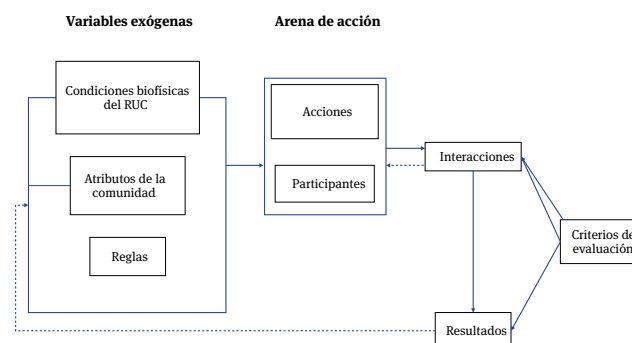 Variables exógenas
Arena de acción
Condiciones biofísicas
del RUC
Atributos de la
comunidad
Reglas
Acciones
Participantes
Interacciones
Criterios de
evaluación
Resultados